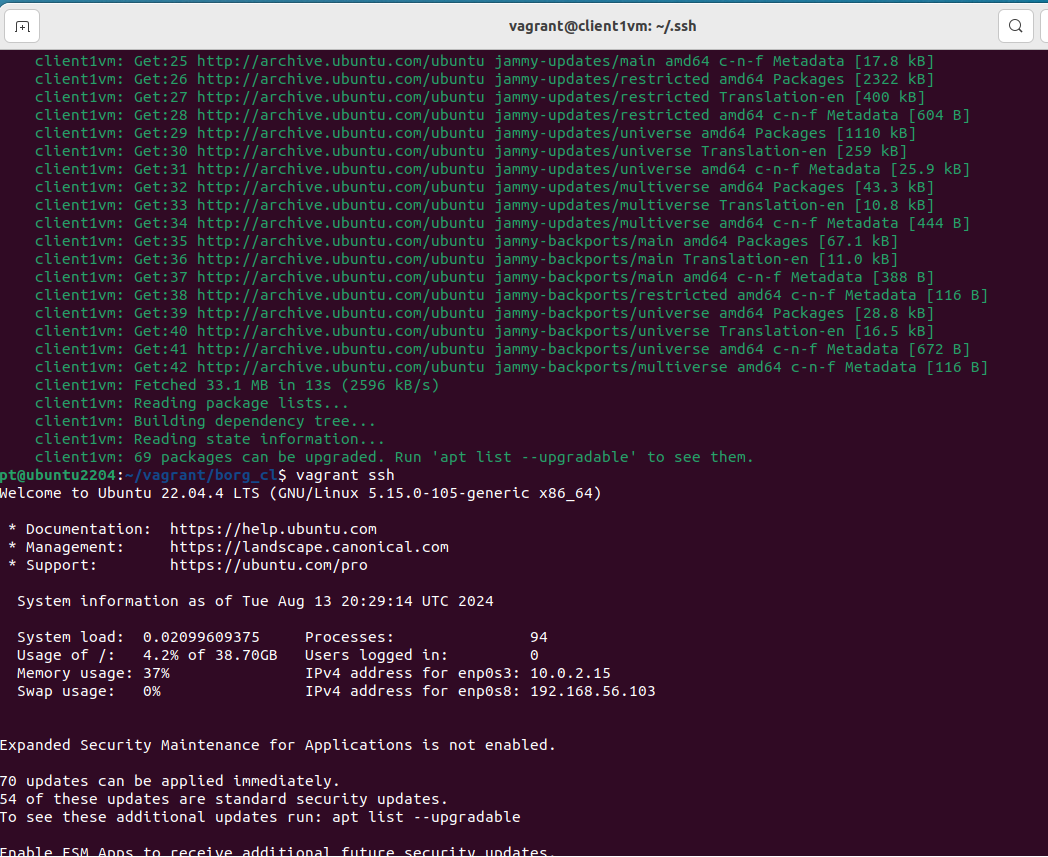 vagrant@client1vm: ~/.ssh
client1vm: Get:25 http://archive.ubuntu.com/ubuntu jammy-updates/main amd64 c-n-f Metadata [17.8 kB]
client1vm: Get:26 http://archive.ubuntu.com/ubuntu jammy-updates/restricted amd64 Packages [2322 kB]
client1vm: Get:27 http://archive.ubuntu.com/ubuntu jammy-updates/restricted Translation-en [400 kB]
client1vm: Get:28 http://archive.ubuntu.com/ubuntu jammy-updates/restricted amd64 c-n-f Metadata [604 B]
client1vm: Get:29 http://archive.ubuntu.com/ubuntu jammy-updates/universe amd64 Packages [1110 kB]
client1vm: Get:30 http://archive.ubuntu.com/ubuntu jammy-updates/universe Translation-en [259 kB]
client1vm: Get:31 http://archive.ubuntu.com/ubuntu jammy-updates/universe amd64 c-n-f Metadata [25.9 kB]
client1vm: Get:32 http://archive.ubuntu.com/ubuntu jammy-updates/multiverse amd64 Packages [43.3 kB]
client1vm: Get:33 http://archive.ubuntu.com/ubuntu jammy-updates/multiverse Translation-en [10.8 kB]
client1vm: Get:34 http://archive.ubuntu.com/ubuntu jammy-updates/multiverse amd64 c-n-f Metadata [444 B]
client1vm: Get:35 http://archive.ubuntu.com/ubuntu jammy-backports/main amd64 Packages [67.1 kB]
client1vm: Get:36 http://archive.ubuntu.com/ubuntu jammy-backports/main Translation-en [11.0 kB]
client1vm: Get:37 http://archive.ubuntu.com/ubuntu jammy-backports/main amd64 c-n-f Metadata [388 B]
client1vm: Get:38 http://archive.ubuntu.com/ubuntu jammy-backports/restricted amd64 c-n-f Metadata [116 B]
client1vm: Get:39 http://archive.ubuntu.com/ubuntu jammy-backports/universe amd64 Packages [28.8 kB]
client1vm: Get:40 http://archive.ubuntu.com/ubuntu jammy-backports/universe Translation-en [16.5 kB]
client1vm: Get:41 http://archive.ubuntu.com/ubuntu jammy-backports/universe amd64 c-n-f Metadata [672 B]
client1vm: Get:42 http://archive.ubuntu.com/ubuntu jammy-backports/multiverse amd64 c-n-f Metadata [116 B]
client1vm: Fetched 33.1 MB in 13s (2596 kB/s)
client1vm: Reading package lists...
client1vm: Building dependency tree...
client1vm: Reading state information...
client1vm: 69 packages can be upgraded. Run 'apt list --upgradable' to see them.
pt@ubuntu2204:~/vagrant/borg_cl$ vagrant ssh
Welcome to Ubuntu 22.04.4 LTS (GNU/Linux 5.15.0-105-generic x86_64)
* Documentation: https://help.ubuntu.com
* Management: https://landscape.canonical.com
* Support: https://ubuntu.com/pro
System information as of Tue Aug 13 20:29:14 UTC 2024
System load: 0.02099609375 Processes: 94
Usage of /: 4.2% of 38.70GB Users logged in: 0
Memory usage: 37% IPv4 address for enp0s3: 10.0.2.15
Swap usage: 0% IPv4 address for enp0s8: 192.168.56.103
Expanded Security Maintenance for Applications is not enabled.
70 updates can be applied immediately.
54 of these updates are standard security updates.
To see these additional updates run: apt list --upgradable
Enable ESM Apps to receive additional future security updates.